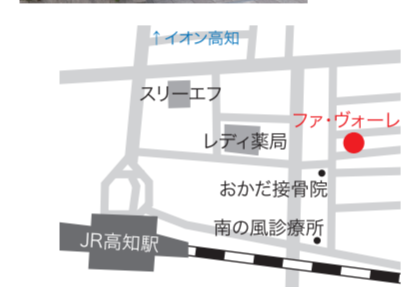 ↑イオン高知
スリーエフ
ファ・ヴォーレ
レディ薬局
おかだ接骨院
南の風診療所
JR高知駅